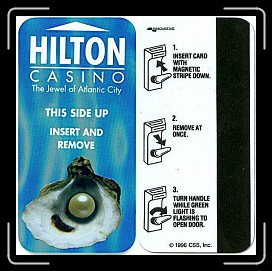 HILTON
CASINO
The Jewel of Atlantic City
THIS SIDE UP
INSERT AND
REMOVE
1.
INSERT CARD
WITH
MAGNETIC
STRIPE DOWN.
2.
REMOVE AT
ONCE.
3.
TURN HANDLE
WHILE GREEN
LIGHT IS
FLASHING TO
OPEN DOOR.
© 1996 CSS, Inc.